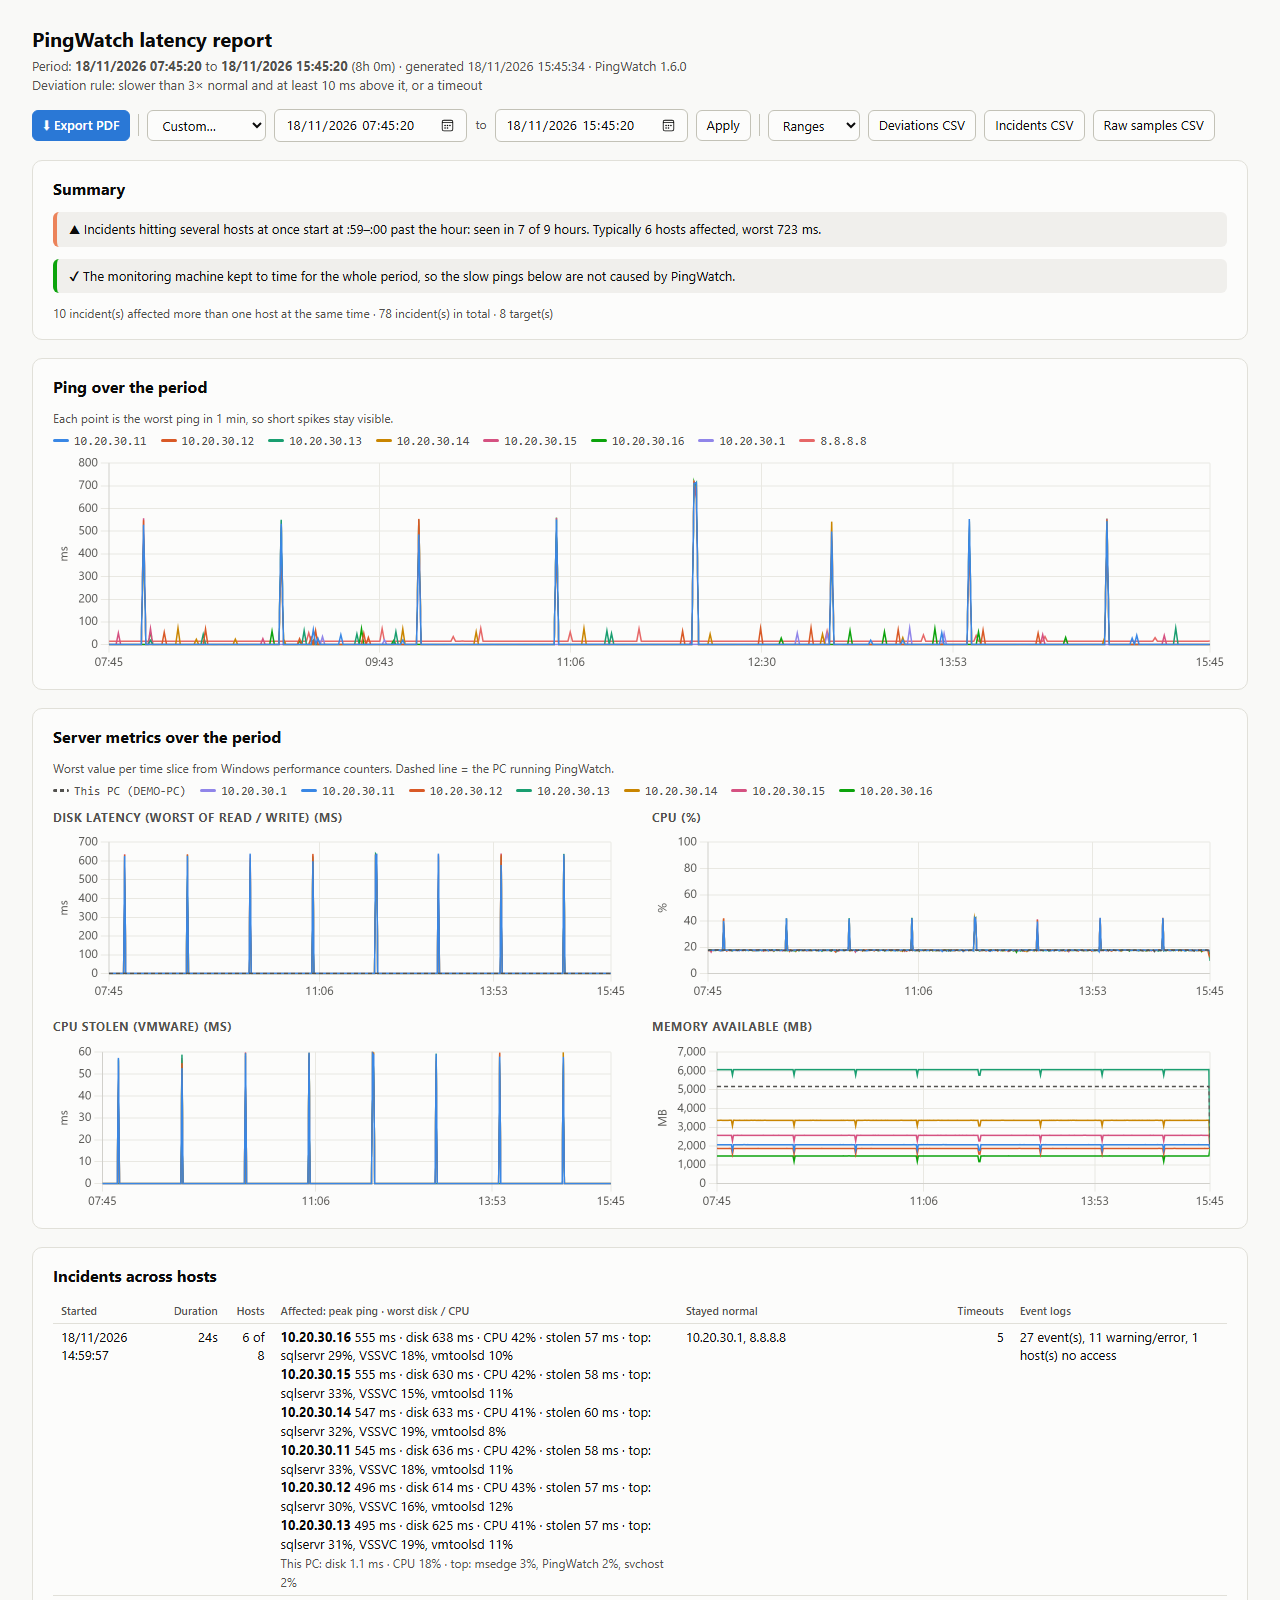 PingWatch latency report
Period: 18/11/2026 07:45:20 to 18/11/2026 15:45:20 (8h 0m) · generated 18/11/2026 15:45:34 · PingWatch 1.6.0
Deviation rule: slower than 3× normal and at least 10 ms above it, or a timeout
⬇ Export PDF Custom... 18/11/2026 07:45:20 to 18/11/2026 15:45:20 Apply Ranges Deviations CSV Incidents CSV Raw samples CSV
Summary
▲ Incidents hitting several hosts at once start at :59–:00 past the hour: seen in 7 of 9 hours. Typically 6 hosts affected, worst 723 ms.
✓ The monitoring machine kept to time for the whole period, so the slow pings below are not caused by PingWatch.
10 incident(s) affected more than one host at the same time · 78 incident(s) in total · 8 target(s)
Ping over the period
Each point is the worst ping in 1 min, so short spikes stay visible.
10.20.30.11 10.20.30.12 10.20.30.13 10.20.30.14 10.20.30.15 10.20.30.16 10.20.30.1 8.8.8.8
800
700
600
500
400
300
200
100
0
ms
07:45 09:43 11:06 12:30 13:53 15:45
Server metrics over the period
Worst value per time slice from Windows performance counters. Dashed line = the PC running PingWatch.
This PC (DEMO-PC) 10.20.30.1 10.20.30.11 10.20.30.12 10.20.30.13 10.20.30.14 10.20.30.15 10.20.30.16
DISK LATENCY (WORST OF READ / WRITE) (MS)
700
600
500
400
300
200
100
0
ms
07:45 11:06 13:53 15:45
CPU (%)
100
80
60
40
20
0
%
07:45 11:06 13:53 15:45
CPU STOLEN (VMWARE) (MS)
60
50
40
30
20
10
0
ms
07:45 11:06 13:53 15:45
MEMORY AVAILABLE (MB)
7,000
6,000
5,000
4,000
3,000
2,000
1,000
0
MB
07:45 11:06 13:53 15:45
Incidents across hosts
Started Duration Hosts Affected: peak ping · worst disk / CPU Stayed normal Timeouts Event logs
18/11/2026 14:59:57
24s
6 of 8
10.20.30.16 555 ms · disk 638 ms · CPU 42% · stolen 57 ms · top:
sqlservr 29%, VSSVC 18%, vmtoolsd 10%
10.20.30.15 555 ms · disk 630 ms · CPU 42% · stolen 58 ms · top:
sqlservr 33%, VSSVC 15%, vmtoolsd 11%
10.20.30.14 547 ms · disk 633 ms · CPU 41% · stolen 60 ms · top:
sqlservr 32%, VSSVC 19%, vmtoolsd 8%
10.20.30.11 545 ms · disk 636 ms · CPU 42% · stolen 58 ms · top:
sqlservr 33%, VSSVC 18%, vmtoolsd 11%
10.20.30.12 496 ms · disk 614 ms · CPU 43% · stolen 57 ms · top:
sqlservr 30%, VSSVC 16%, vmtoolsd 12%
10.20.30.13 495 ms · disk 625 ms · CPU 41% · stolen 57 ms · top:
sqlservr 31%, VSSVC 19%, vmtoolsd 11%
This PC: disk 1.1 ms · CPU 18% · top: msedge 3%, PingWatch 2%, svchost
2%
10.20.30.1, 8.8.8.8
5
27 event(s), 11 warning/error, 1
host(s) no access